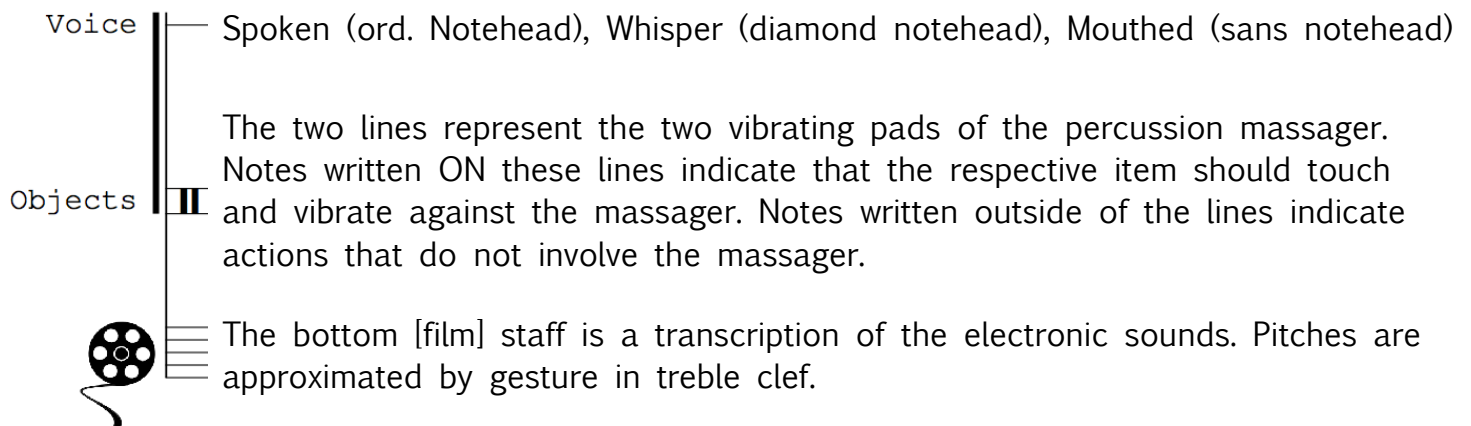 Voice Spoken (ord. Notehead), Whisper (diamond notehead), Mouthed (sans notehead)
The two lines represent the two vibrating pads of the percussion massager.
Notes written ON these lines indicate that the respective item should touch
Objects and vibrate against the massager. Notes written outside of the lines indicate
actions that do not involve the massager.
The bottom [film] staff is a transcription of the electronic sounds. Pitches are
approximated by gesture in treble clef.